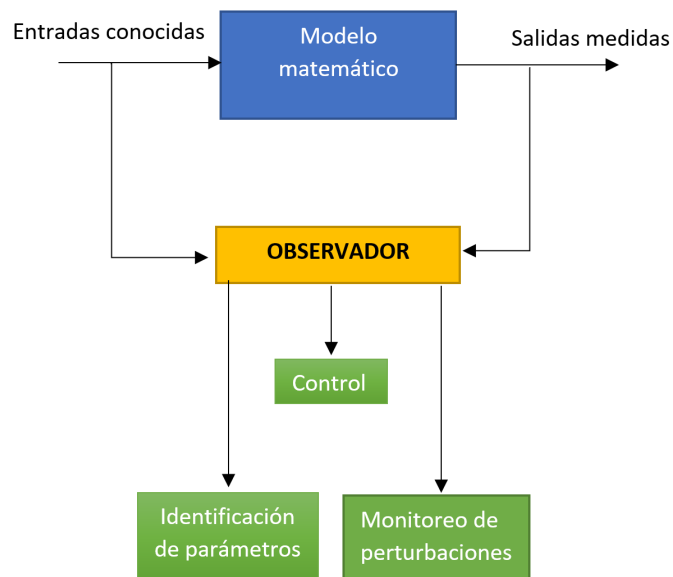 Entradas conocidas
Modelo
matemático
Salidas medidas
OBSERVADOR
Control
Identificación
de parámetros
Monitoreo de
perturbaciones